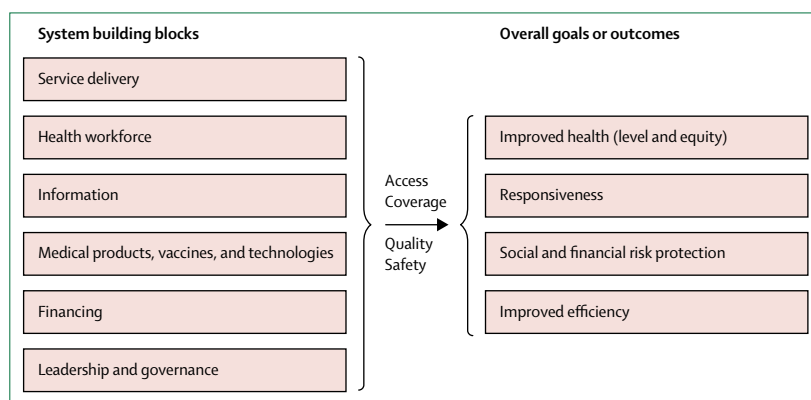 System building blocks
Service delivery
Health workforce
Information
Medical products, vaccines, and technologies
Financing
Leadership and governance
Access
Coverage
Quality
Safety
Overall goals or outcomes
Improved health (level and equity)
Responsiveness
Social and financial risk protection
Improved efficiency